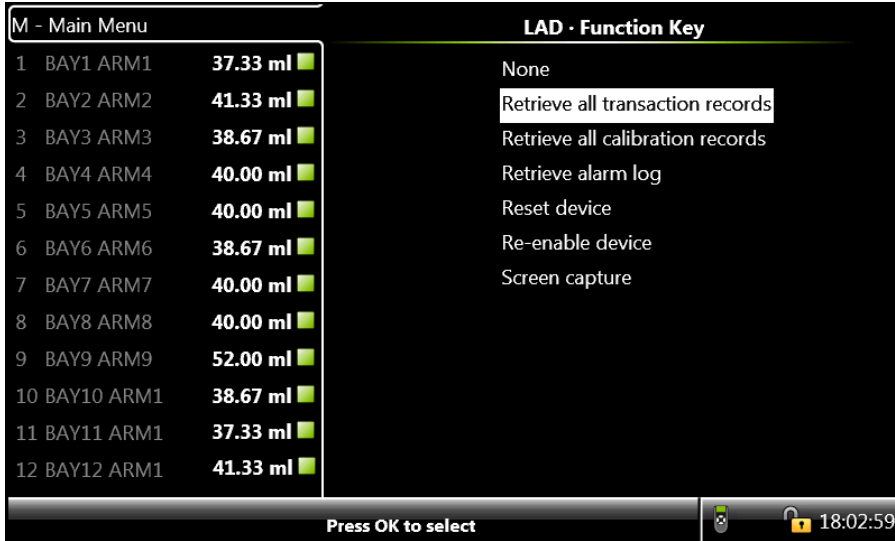 M - Main Menu
1 BAY1 ARM1 37.33 ml
2 BAY2 ARM2 41.33 ml
3 BAY3 ARM3 38.67 ml
4 BAY4 ARM4 40.00 ml
5 BAY5 ARM5 40.00 ml
6 BAY6 ARM6 38.67 ml
7 BAY7 ARM7 40.00 ml
8 BAY8 ARM8 40.00 ml
9 BAY9 ARM9 52.00 ml
10 BAY10 ARM1 38.67 ml
11 BAY11 ARM1 37.33 ml
12 BAY12 ARM1 41.33 ml
LAD · Function Key
None
Retrieve all transaction records
Retrieve all calibration records
Retrieve alarm log
Reset device
Re-enable device
Screen capture
Press OK to select
18:02:59